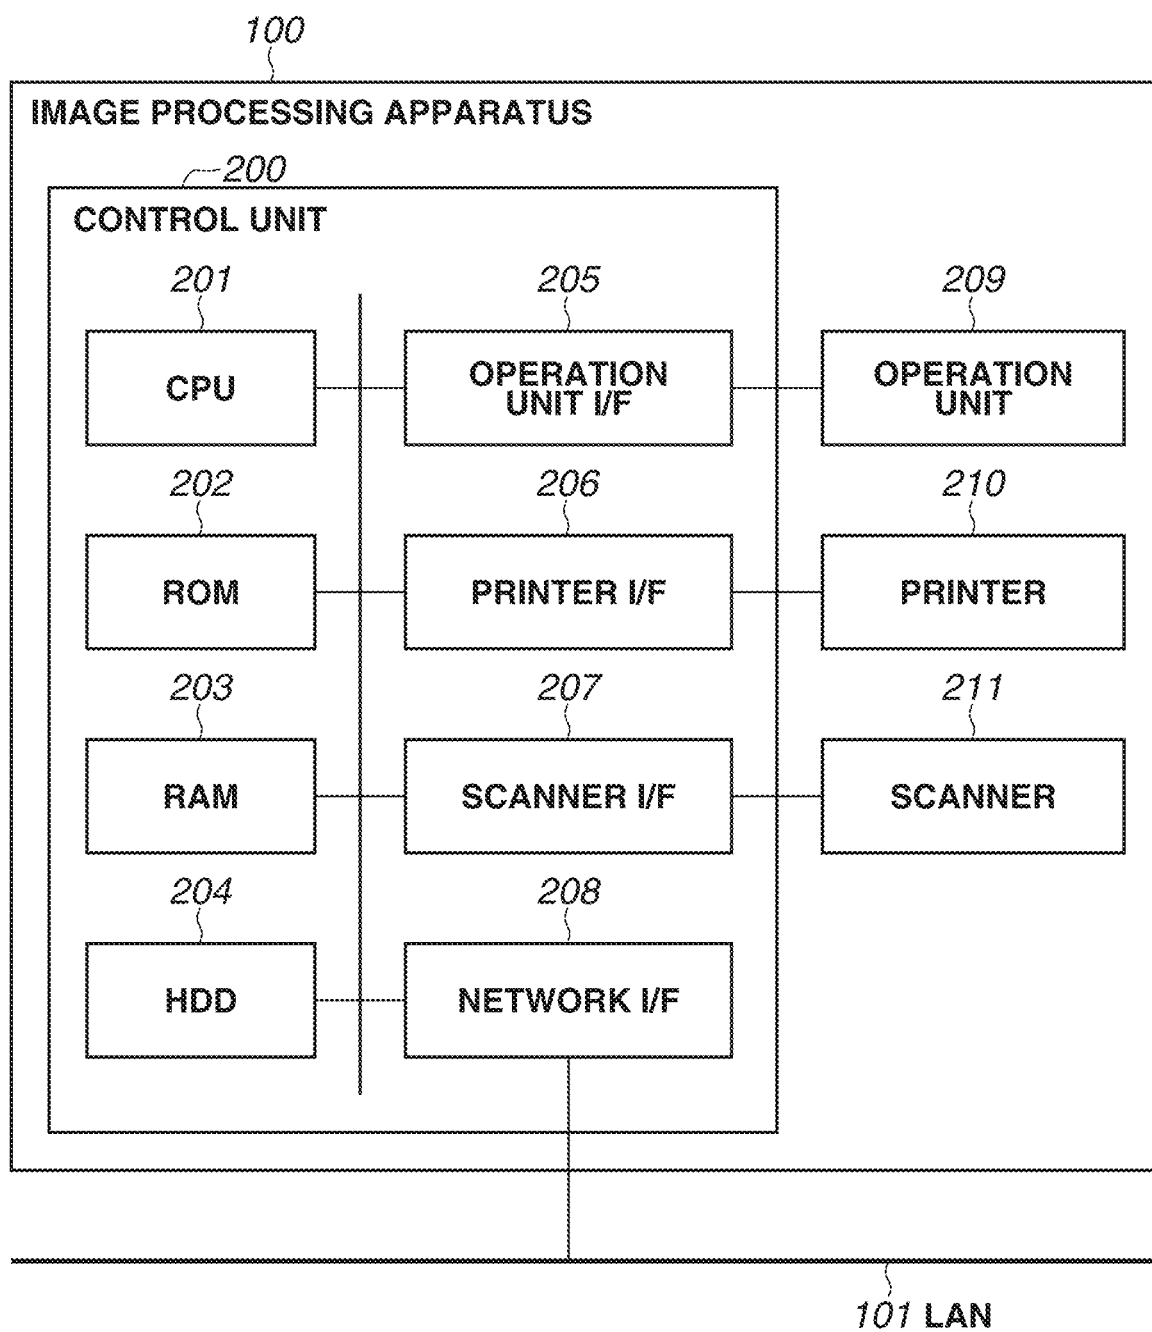 100
IMAGE PROCESSING APPARATUS
200
CONTROL UNIT
201
205
209
CPU
OPERATION
UNIT I/F
OPERATION
UNIT
202
206
210
ROM
PRINTER I/F
PRINTER
203
207
211
RAM
SCANNER I/F
SCANNER
204
208
HDD
NETWORK I/F
101 LAN